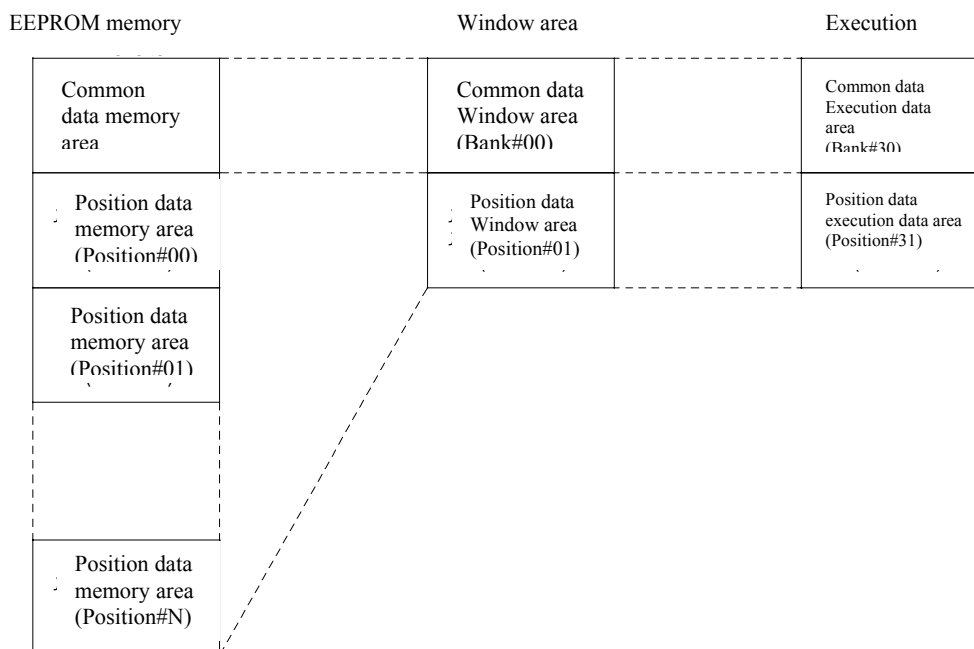 EEPROM memory
Window area
Execution
Common
data memory
area
Common data
Window area
(Bank#00)
Common data
Execution data
area
(Bank#30)
Position data
memory area
(Position#00)
Position data
Window area
(Position#01)
Position data
execution data area
(Position#31)
Position data
memory area
(Position#01)
Position data
memory area
(Position#N)